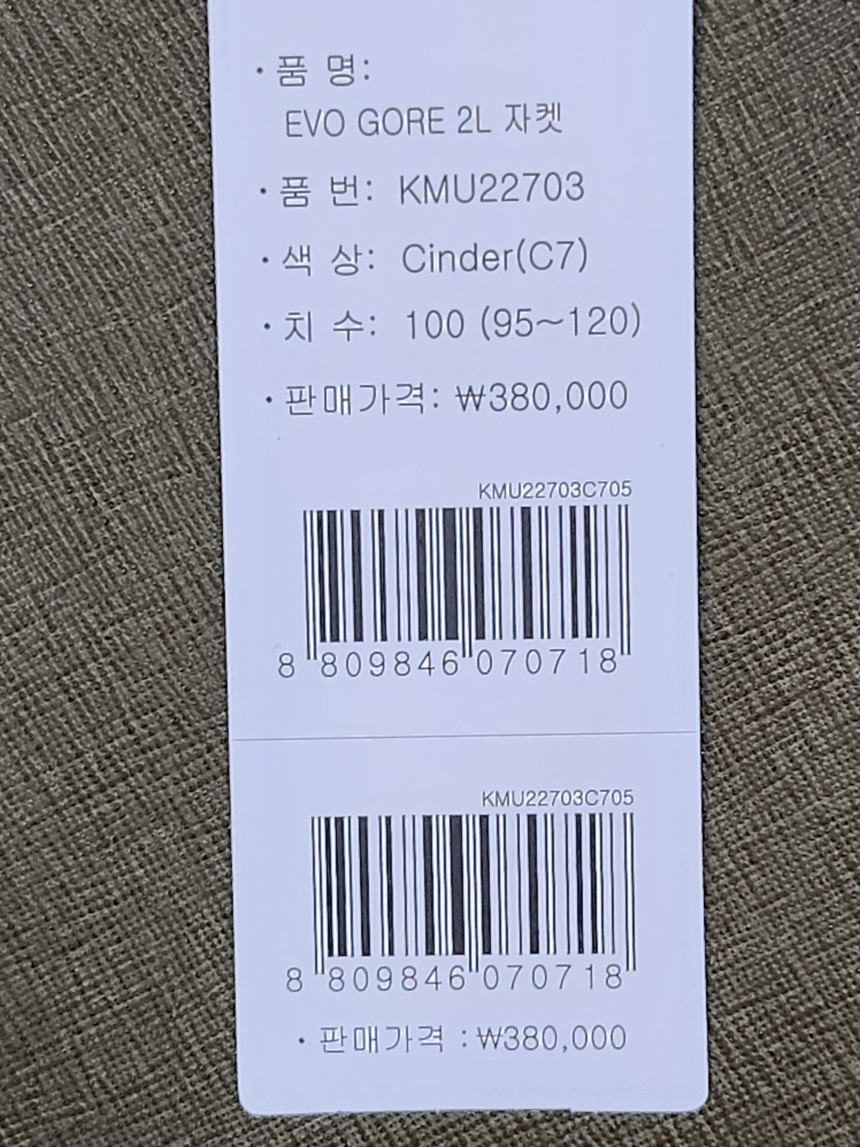 · 품 명:
EVO GORE 2L 자켓
· 품 번: KMU22703
· 색 상: Cinder(C7)
· 치 수: 100 (95~120)
· 판매가격: ₩380,000
KMU22703C705
8 809846 070718
KMU22703C705
8 809846 070718
· 판매가격 :₩380,000